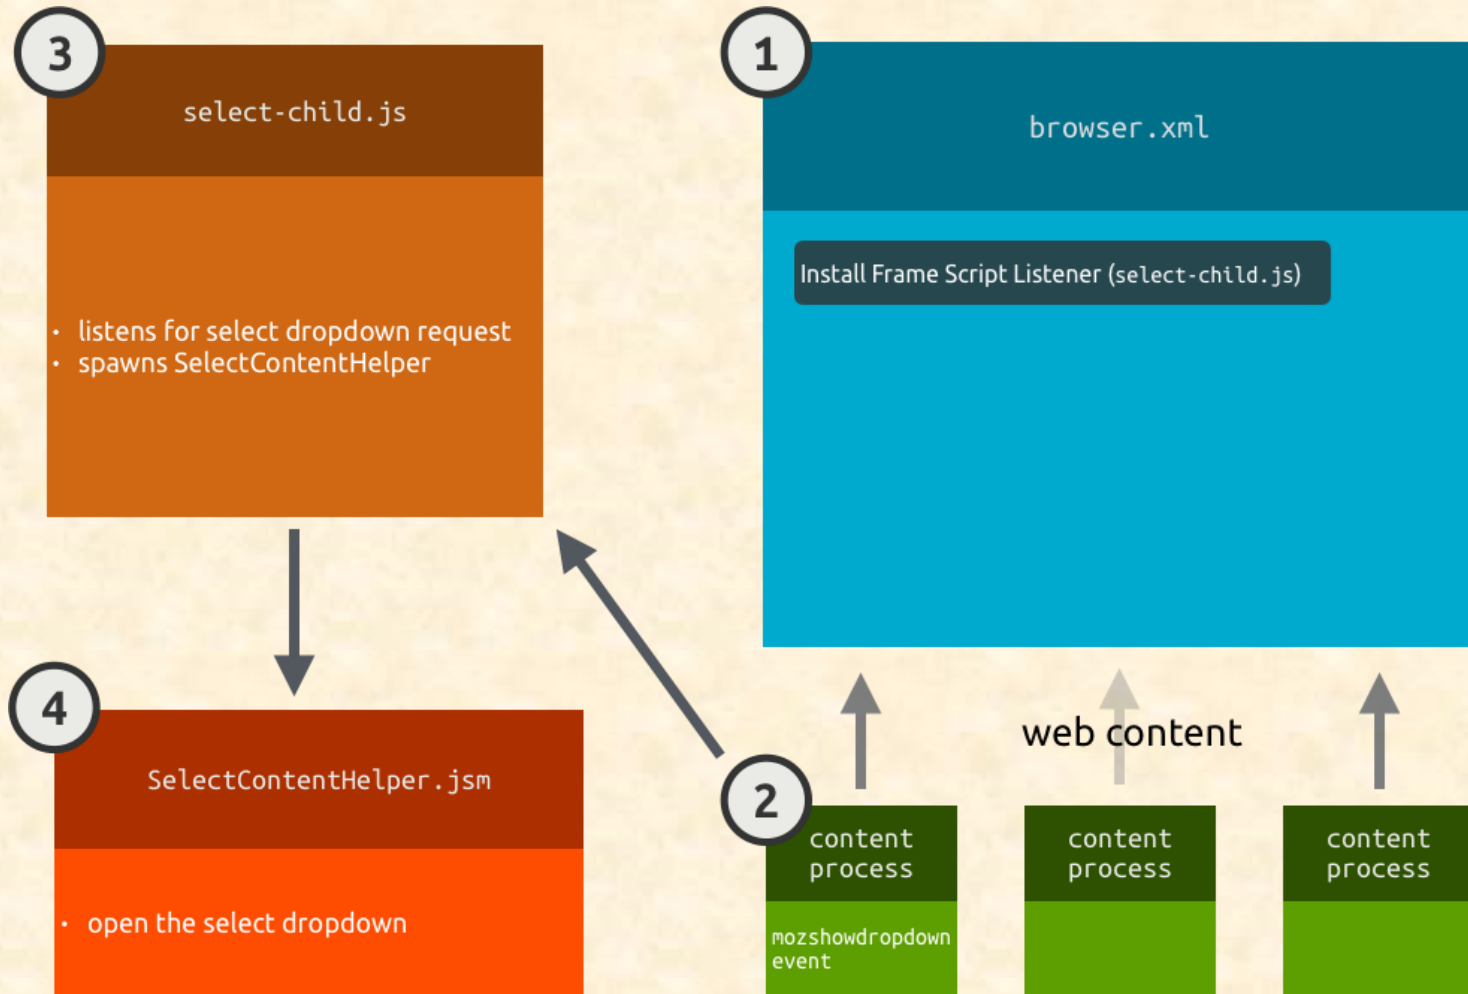 3
select-child.js
• listens for select dropdown request
• spawns SelectContentHelper
1
browser.xml
Install Frame Script Listener (select-child.js)
4
SelectContentHelper.jsm
• open the select dropdown
web content
2
content
process
mozshowdropdown
event
content
process
content
process